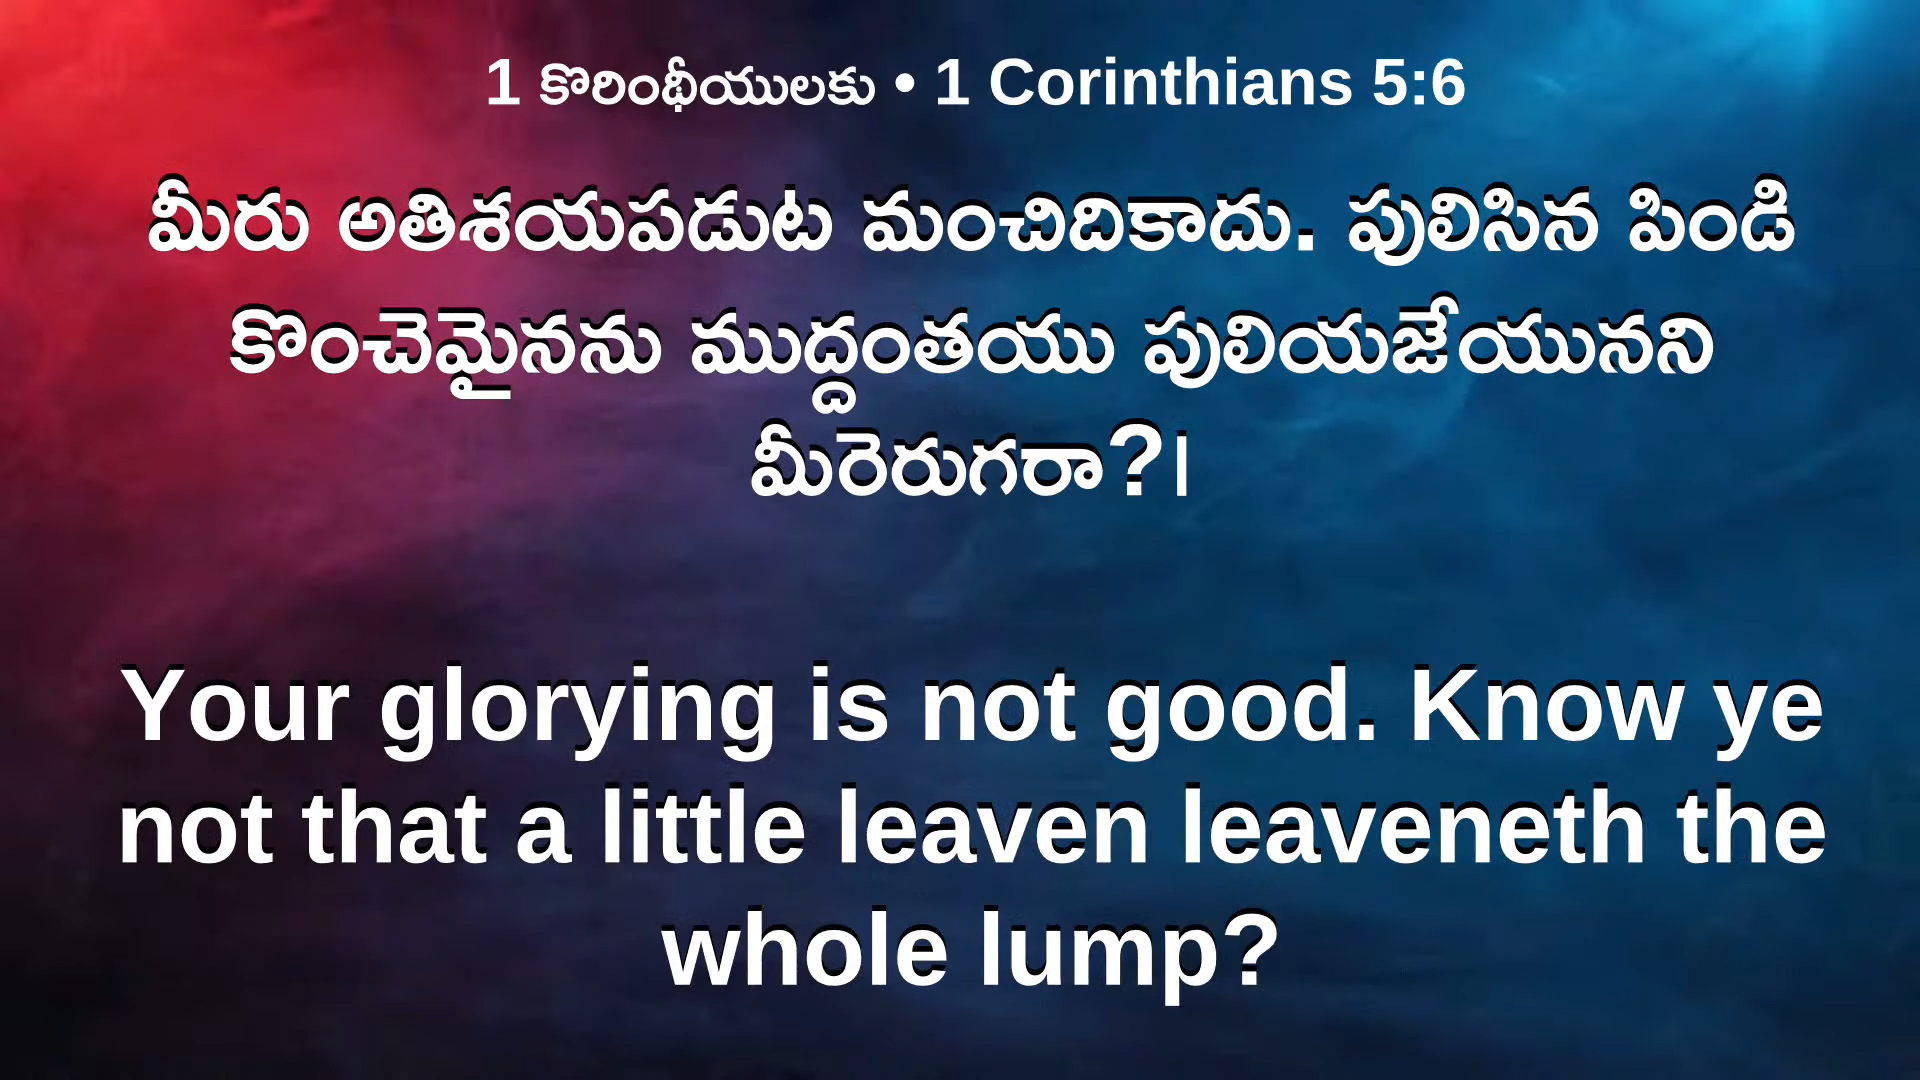 1 కొరింథీయులకు • 1 Corinthians 5:6
మీరు అతిశయపడుట మంచిదికాదు. పులిసిన పిండి
కొంచెమైనను ముద్దంతయు పులియజేయునని
మీరెరుగరా?।
Your glorying is not good. Know ye
not that a little leaven leaveneth the
whole lump?